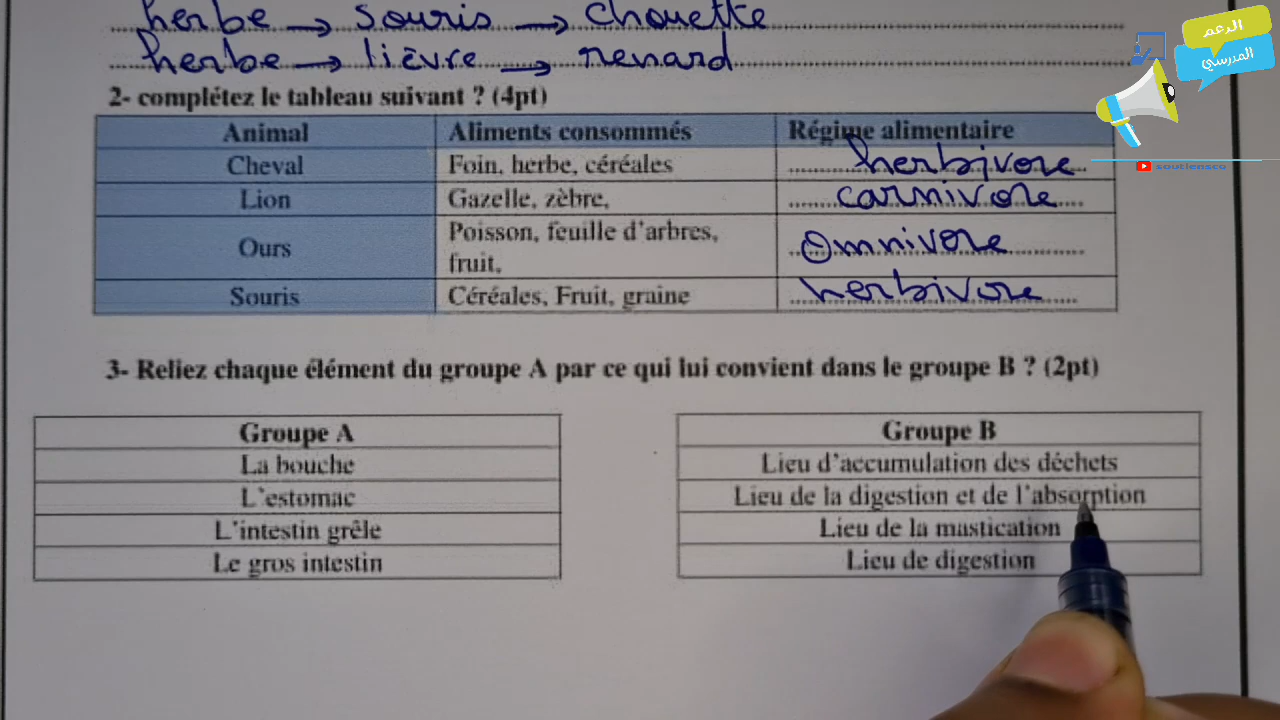 herbe → souris → chouette
herbe → lièvre → renard
الدعم
المدرسي
soutiensco
2- complétez le tableau suivant ? (4pt)
Animal Aliments consommés Régime alimentaire
Cheval Foin, herbe, céréales herbivore
Lion Gazelle, zèbre, carnivore
Ours Poisson, feuille d'arbres, fruit, Omnivore
Souris Céréales, Fruit, graine herbivore
3- Reliez chaque élément du groupe A par ce qui lui convient dans le groupe B ? (2pt)
Groupe A
La bouche
L'estomac
L'intestin grêle
Le gros intestin
Groupe B
Lieu d'accumulation des déchets
Lieu de la digestion et de l'absorption
Lieu de la mastication
Lieu de digestion